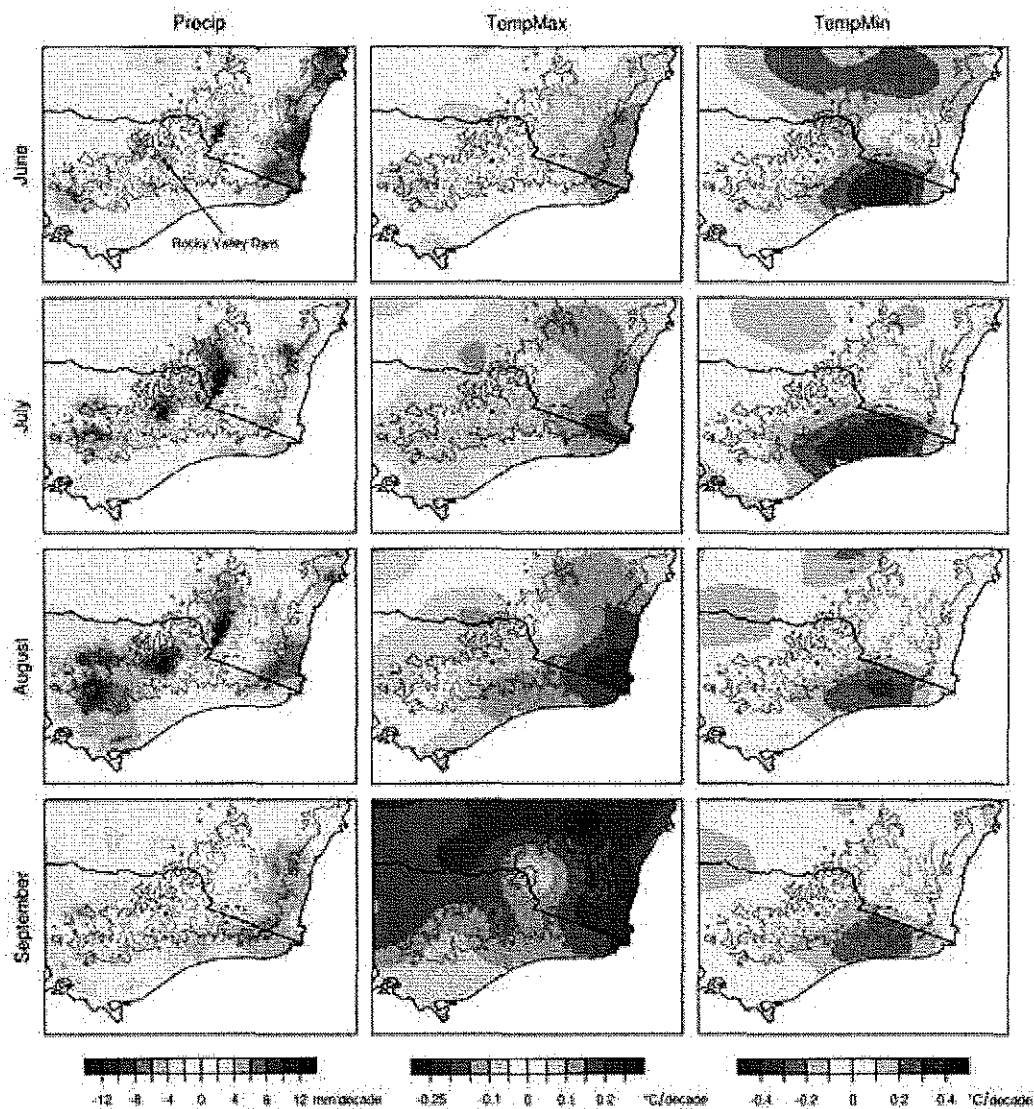 Precip TempMax TempMin
June
Rocky Valley Dam
July
August
September
-12 -8 -4 0 4 8 12 mm/decade
-0.25 -0.1 0 0.1 0.2 °C/decade
-0.4 -0.2 0 0.2 0.4 °C/decade